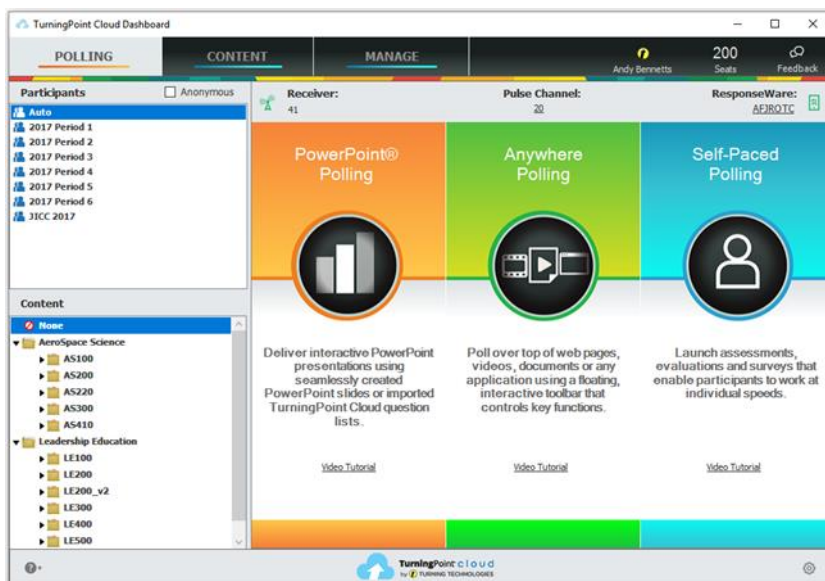 TurningPoint Cloud Dashboard
POLLING
CONTENT
MANAGE
Andy Bennetts
200
Seats
Feedback
Participants
Anonymous
Auto
2017 Period 1
2017 Period 2
2017 Period 3
2017 Period 4
2017 Period 5
2017 Period 6
JICC 2017
Content
None
AeroSpace Science
AS100
AS200
AS220
AS300
AS410
Leadership Education
LE100
LE200
LE200_v2
LE300
LE400
LE500
Receiver:
41
Pulse Channel:
20
ResponseWare:
AFJROTC
PowerPoint®
Polling
Deliver interactive PowerPoint
presentations using
seamlessly created
PowerPoint slides or imported
TurningPoint Cloud question
lists.
Video Tutorial
Anywhere
Polling
Poll over top of web pages,
videos, documents or any
application using a floating,
interactive toolbar that
controls key functions.
Video Tutorial
Self-Paced
Polling
Launch assessments,
evaluations and surveys that
enable participants to work at
individual speeds.
Video Tutorial
TurningPoint cloud
by TURNING TECHNOLOGIES